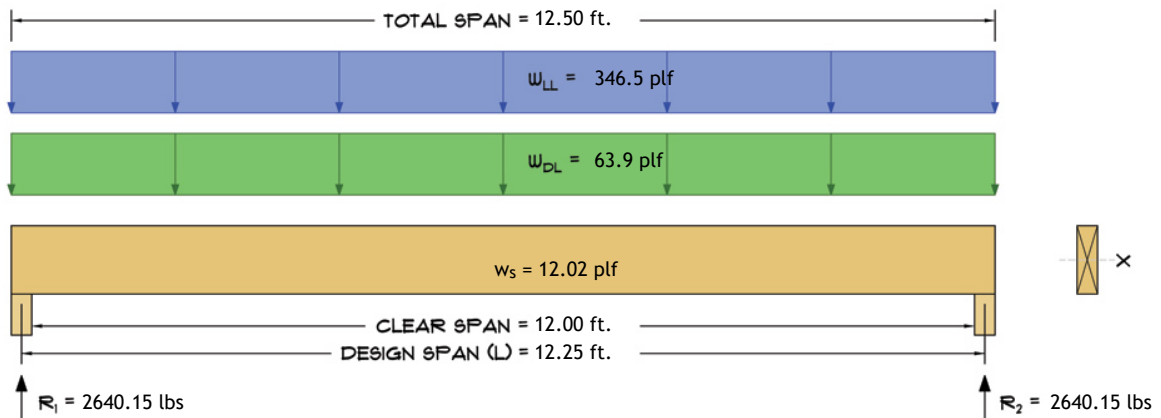 TOTAL SPAN = 12.50 ft.
wLL = 346.5 plf
wDL = 63.9 plf
ws = 12.02 plf
X
CLEAR SPAN = 12.00 ft.
DESIGN SPAN (L) = 12.25 ft.
R1 = 2640.15 lbs
R2 = 2640.15 lbs